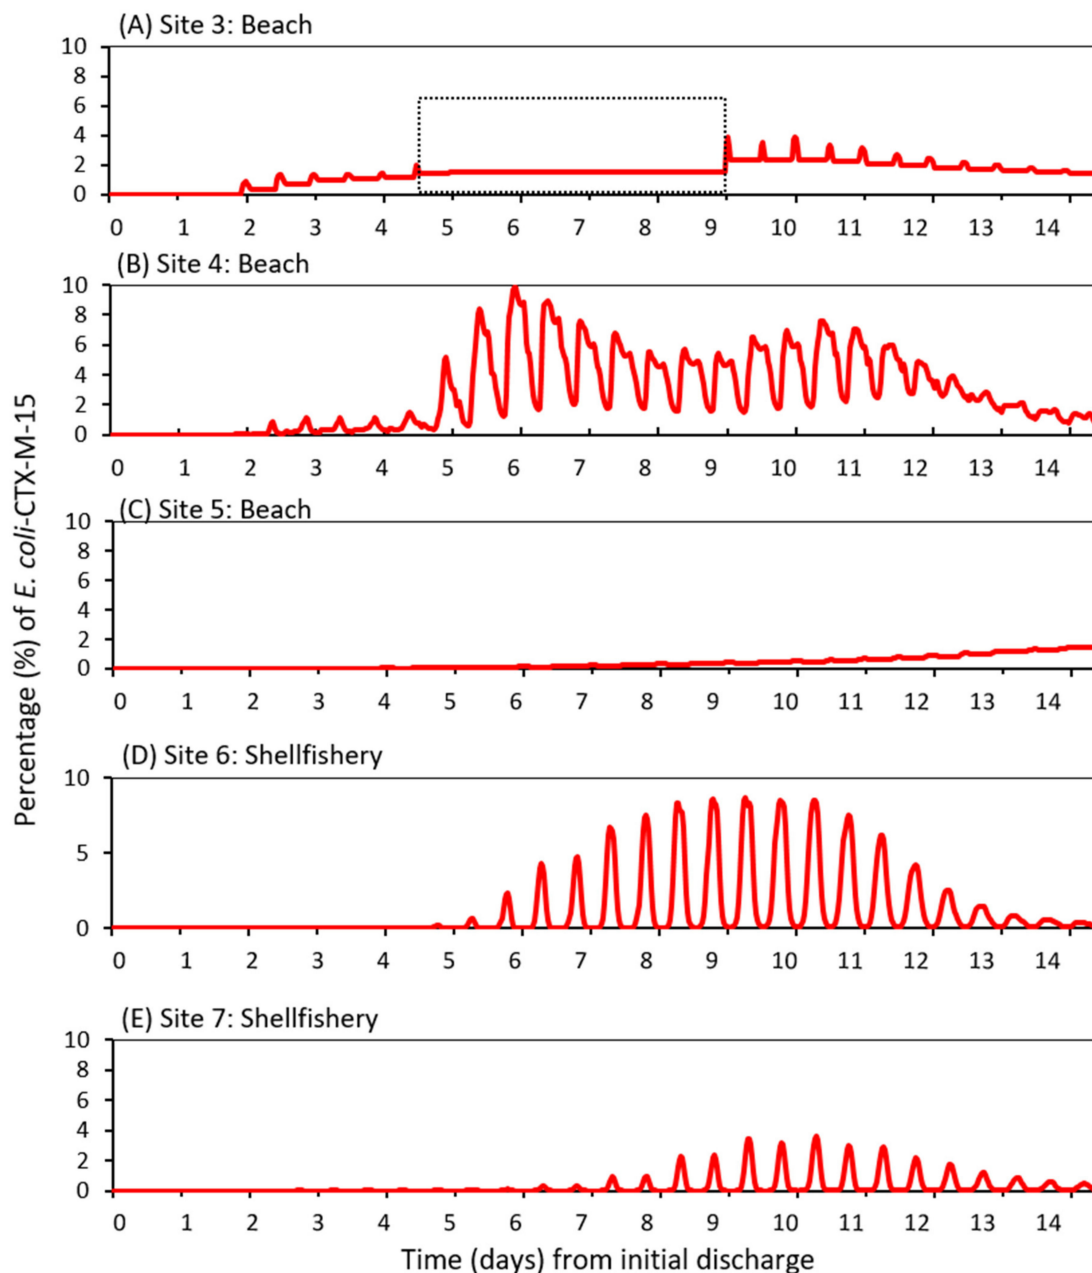 (A) Site 3: Beach
10
8
6
4
2
0
0 1 2 3 4 5 6 7 8 9 10 11 12 13 14
(B) Site 4: Beach
10
8
6
4
2
0
0 1 2 3 4 5 6 7 8 9 10 11 12 13 14
(C) Site 5: Beach
10
8
6
4
2
0
0 1 2 3 4 5 6 7 8 9 10 11 12 13 14
Percentage (%) of E. coli-CTX-M-15
(D) Site 6: Shellfishery
10
5
0
0 1 2 3 4 5 6 7 8 9 10 11 12 13 14
(E) Site 7: Shellfishery
10
8
6
4
2
0
0 1 2 3 4 5 6 7 8 9 10 11 12 13 14
Time (days) from initial discharge